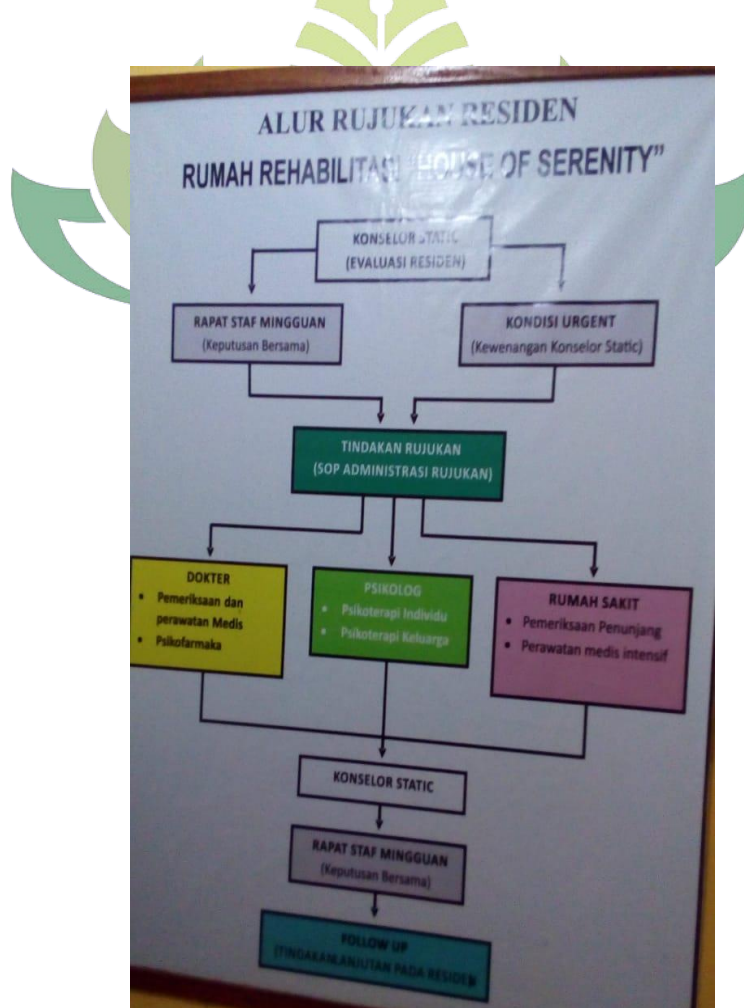 ALUR RUJUKAN RESIDEN
RUMAH REHABILITASI "HOUSE OF SERENITY"
KONSELOR STATIC
(EVALUASI RESIDEN)
RAPAT STAF MINGGUAN
(Keputusan Bersama)
KONDISI URGENT
(Kewenangan Konselor Static)
TINDAKAN RUJUKAN
(SOP ADMINISTRASI RUJUKAN)
DOKTER
▪ Pemeriksaan dan
perawatan Medis
▪ Psikofarmaka
PSIKOLOG
▪ Psikoterapi Individu
▪ Psikoterapi Keluarga
RUMAH SAKIT
▪ Pemeriksaan Penunjang
▪ Perawatan medis intensif
KONSELOR STATIC
RAPAT STAF MINGGUAN
(Keputusan Bersama)
FOLLOW UP
(TINDAKANLANJUTAN PADA RESIDEN)